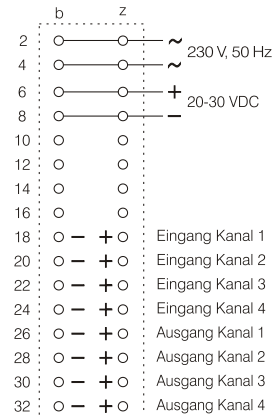 b z
2 ~
230 V, 50 Hz
4 ~
6 +
20-30 VDC
8 −
10
12
14
16
18 − + Eingang Kanal 1
20 − + Eingang Kanal 2
22 − + Eingang Kanal 3
24 − + Eingang Kanal 4
26 − + Ausgang Kanal 1
28 − + Ausgang Kanal 2
30 − + Ausgang Kanal 3
32 − + Ausgang Kanal 4